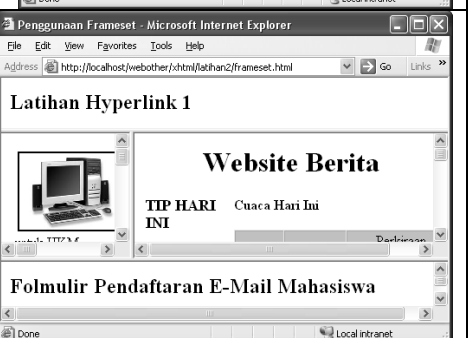 Done Local intranet
Penggunaan Frameset - Microsoft Internet Explorer
File Edit View Favorites Tools Help
Address http://localhost/webother/xhtml/latihan2/frameset.html Go Links »
Latihan Hyperlink 1
Website Berita
TIP HARI INI
Cuaca Hari Ini
Perkiraan
untuk UKM
Folmulir Pendaftaran E-Mail Mahasiswa
Done Local intranet